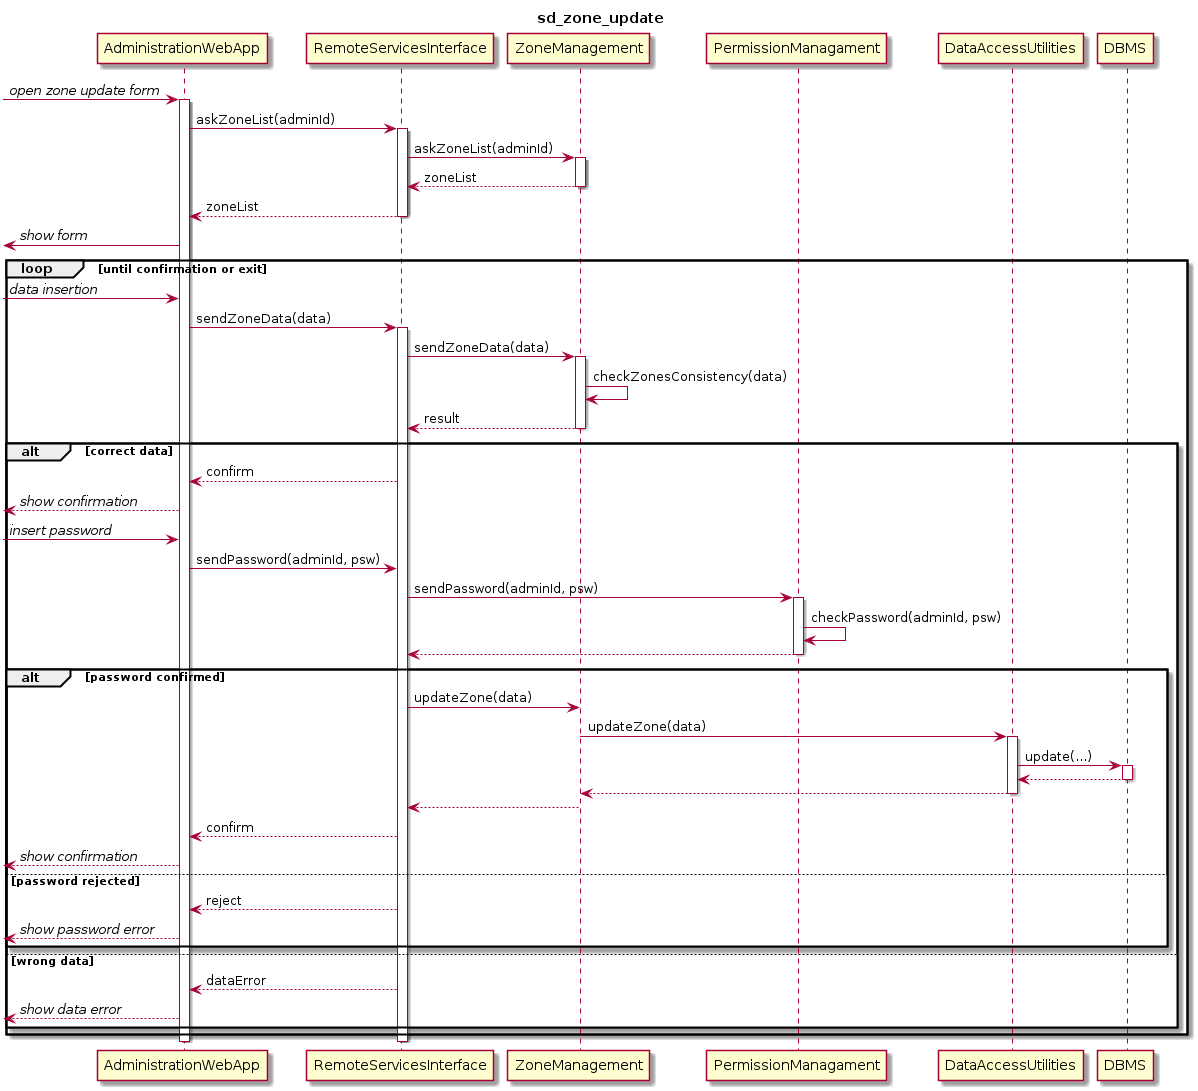 sd_zone_update
AdministrationWebApp RemoteServicesInterface ZoneManagement PermissionManagament DataAccessUtilities DBMS
open zone update form
askZoneList(adminId)
askZoneList(adminId)
zoneList
zoneList
show form
loop [until confirmation or exit]
data insertion
sendZoneData(data)
sendZoneData(data)
checkZonesConsistency(data)
result
alt [correct data]
confirm
show confirmation
insert password
sendPassword(adminId, psw)
sendPassword(adminId, psw)
checkPassword(adminId, psw)
alt [password confirmed]
updateZone(data)
updateZone(data)
update(...)
confirm
show confirmation
[password rejected]
reject
show password error
[wrong data]
dataError
show data error
AdministrationWebApp RemoteServicesInterface ZoneManagement PermissionManagament DataAccessUtilities DBMS